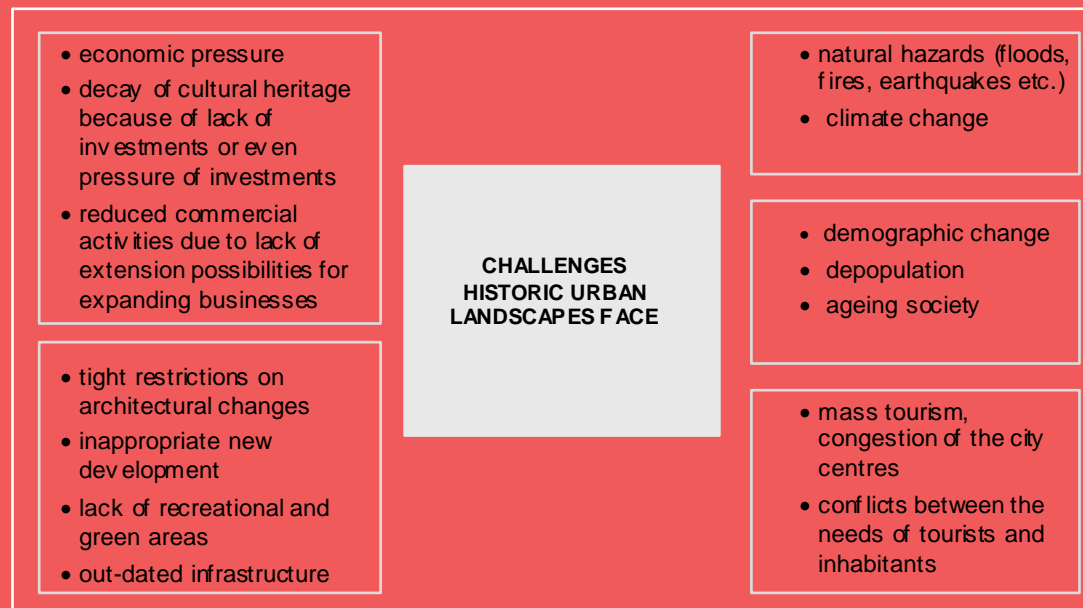 • economic pressure
• decay of cultural heritage
because of lack of
investments or even
pressure of investments
• reduced commercial
activities due to lack of
extension possibilities for
expanding businesses
• tight restrictions on
architectural changes
• inappropriate new
development
• lack of recreational and
green areas
• out-dated infrastructure
CHALLENGES
HISTORIC URBAN
LANDSCAPES FACE
• natural hazards (floods,
fires, earthquakes etc.)
• climate change
• demographic change
• depopulation
• ageing society
• mass tourism,
congestion of the city
centres
• conflicts between the
needs of tourists and
inhabitants